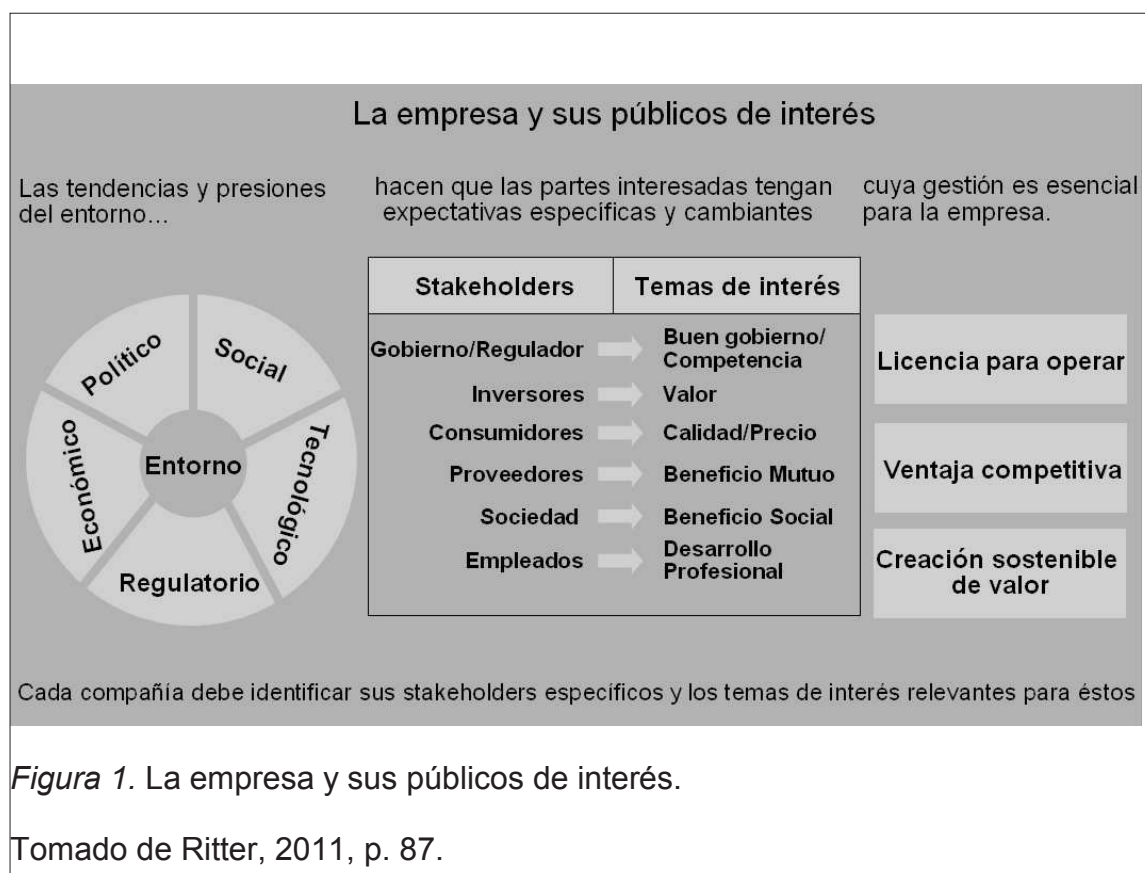 La empresa y sus públicos de interés
Las tendencias y presiones
del entorno...
hacen que las partes interesadas tengan
expectativas específicas y cambiantes
cuya gestión es esencial
para la empresa.
Político
Social
Económico
Entorno
Tecnológico
Regulatorio
Stakeholders Temas de interés
Gobierno/Regulador Buen gobierno/
Competencia
Inversores Valor
Consumidores Calidad/Precio
Proveedores Beneficio Mutuo
Sociedad Beneficio Social
Empleados Desarrollo
Profesional
Licencia para operar
Ventaja competitiva
Creación sostenible
de valor
Cada compañía debe identificar sus stakeholders específicos y los temas de interés relevantes para éstos
Figura 1. La empresa y sus públicos de interés.
Tomado de Ritter, 2011, p. 87.